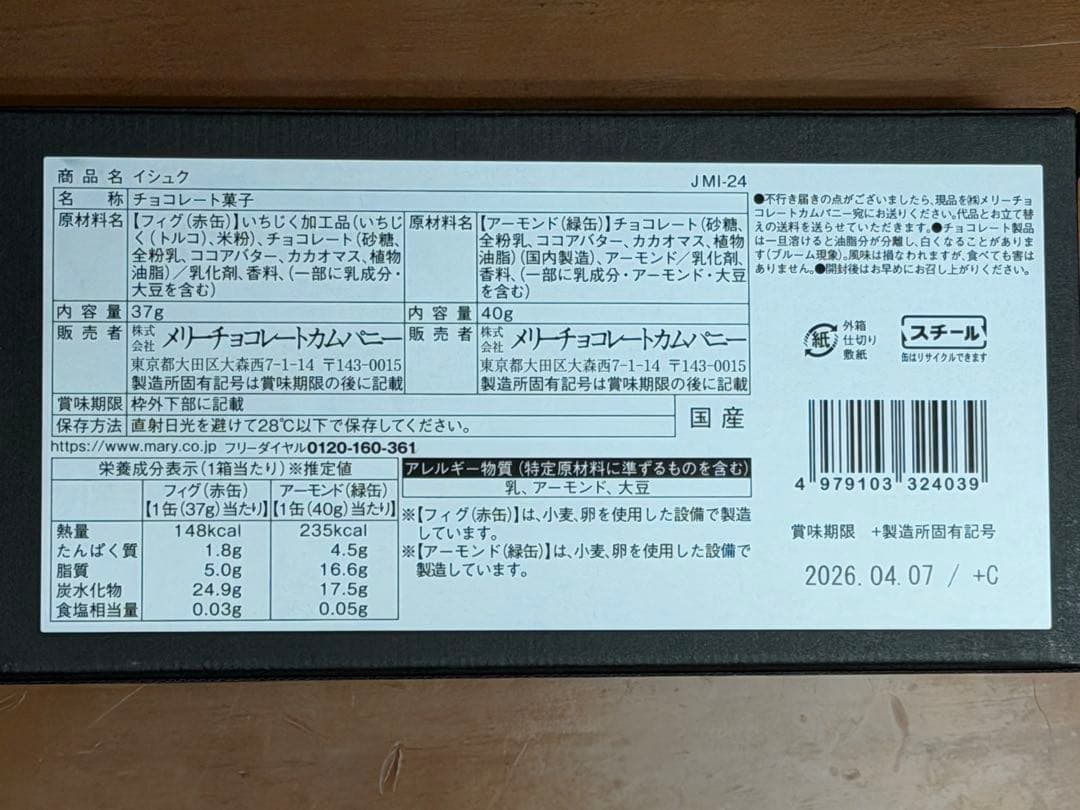 商品名 イシュク
JMI-24
名称 チョコレート菓子
原材料名 【フィグ(赤缶)】いちじく加工品(いちじ
く(トルコ)、米粉)、チョコレート(砂糖、
全粉乳、ココアバター、カカオマス、植物
油脂)/乳化剤、香料、(一部に乳成分・
大豆を含む)
原材料名 【アーモンド(緑缶)】チョコレート(砂糖、
全粉乳、ココアバター、カカオマス、植物
油脂)(国内製造)、アーモンド/乳化剤、
香料、(一部に乳成分・アーモンド・大豆
を含む)
内容量 37g
内容量 40g
販売者 株式会社 メリーチョコレートカムパニー
東京都大田区大森西7-1-14 〒143-0015
製造所固有記号は賞味期限の後に記載
販売者 株式会社 メリーチョコレートカムパニー
東京都大田区大森西7-1-14 〒143-0015
製造所固有記号は賞味期限の後に記載
賞味期限 枠外下部に記載
保存方法 直射日光を避けて28℃以下で保存してください。
国産
https://www.mary.co.jp フリーダイヤル0120-160-361
栄養成分表示(1箱当たり)※推定値
フィグ(赤缶) アーモンド(緑缶)
【1缶(37g)当たり】 【1缶(40g)当たり】
熱量 148kcal 235kcal
たんぱく質 1.8g 4.5g
脂質 5.0g 16.6g
炭水化物 24.9g 17.5g
食塩相当量 0.03g 0.05g
アレルギー物質(特定原材料に準ずるものを含む)
乳、アーモンド、大豆
※【フィグ(赤缶)】は、小麦、卵を使用した設備で製造
しています。
※【アーモンド(緑缶)】は、小麦、卵を使用した設備で
製造しています。
●不行き届きの点がございましたら、現品を㈱メリーチョ
コレートカムパニー宛にお送りください。代品とお立て替
えの送料を送らせていただきます。●チョコレート製品
は一旦溶けると油脂分が分離し、白くなることがありま
す(ブルーム現象)。風味は損なわれますが、食べても害は
ありません。●開封後はお早めにお召し上がりください。
紙
外箱
仕切り
敷紙
スチール
缶はリサイクルできます
4 979103 324039
賞味期限 +製造所固有記号
2026.04.07 / +C